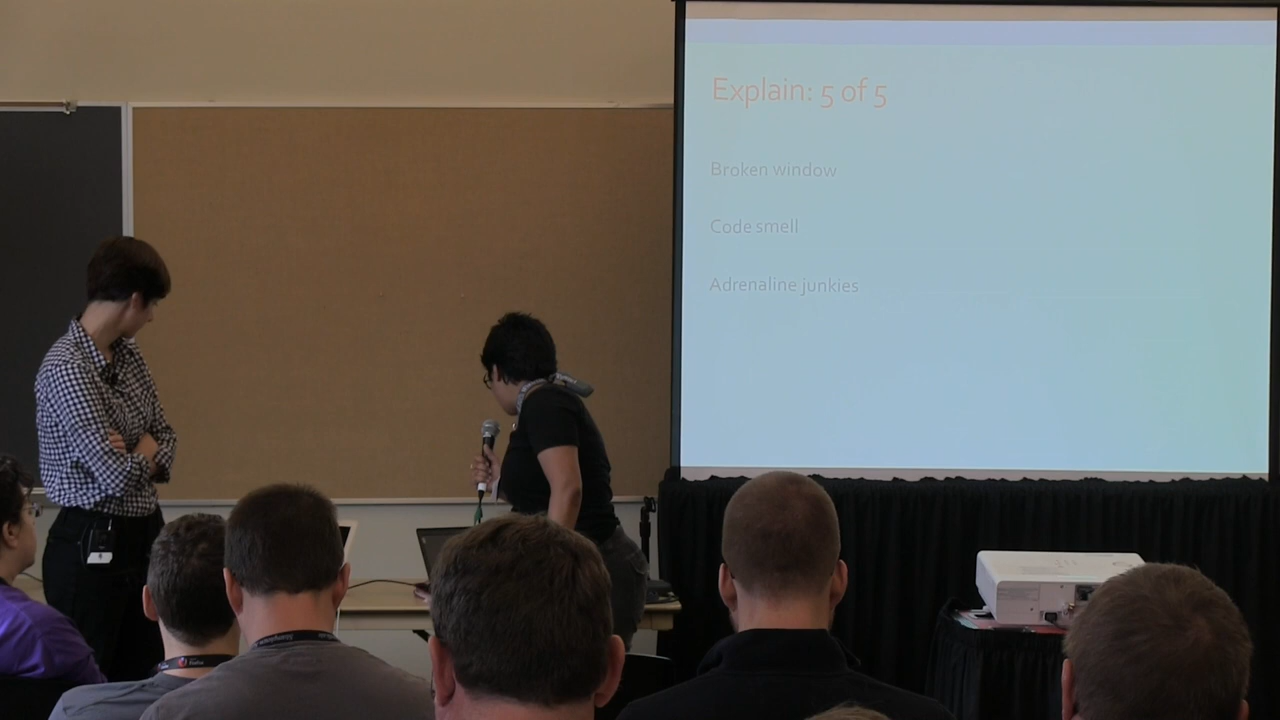 Explain: 5 of 5
Broken window
Code smell
Adrenaline junkies